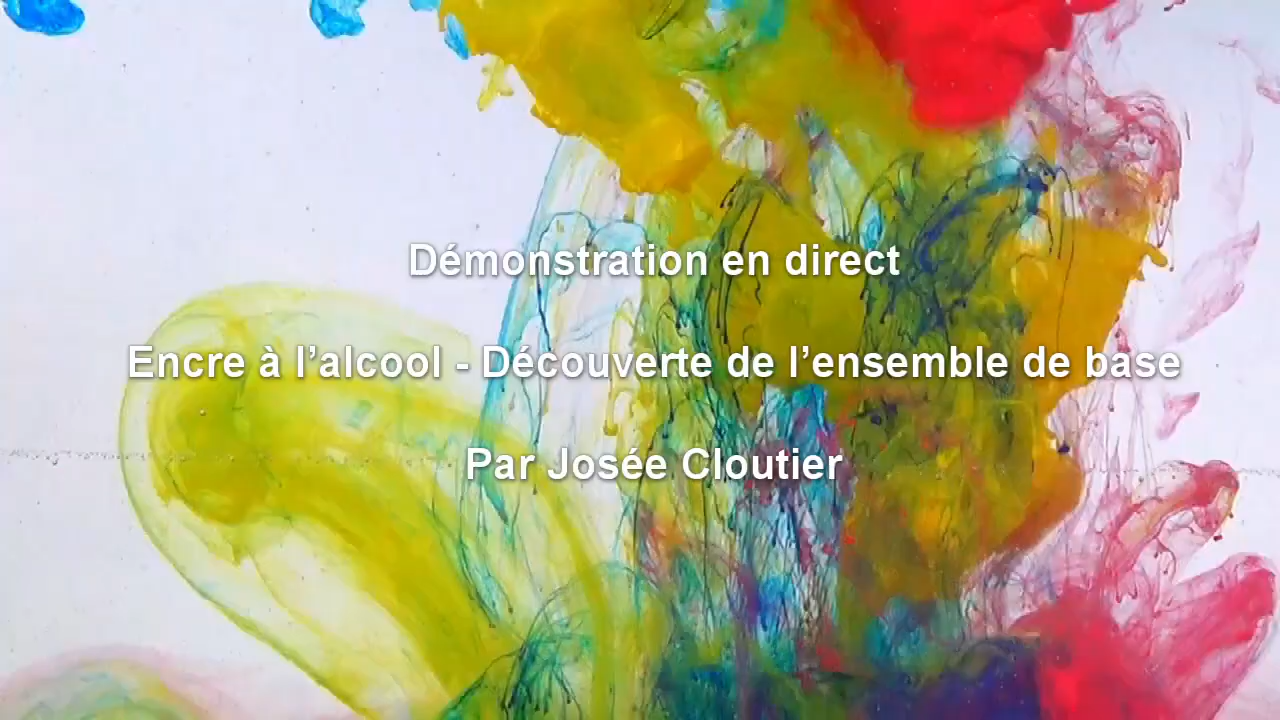 Démonstration en direct
Encre à l’alcool - Découverte de l’ensemble de base
Par Josée Cloutier